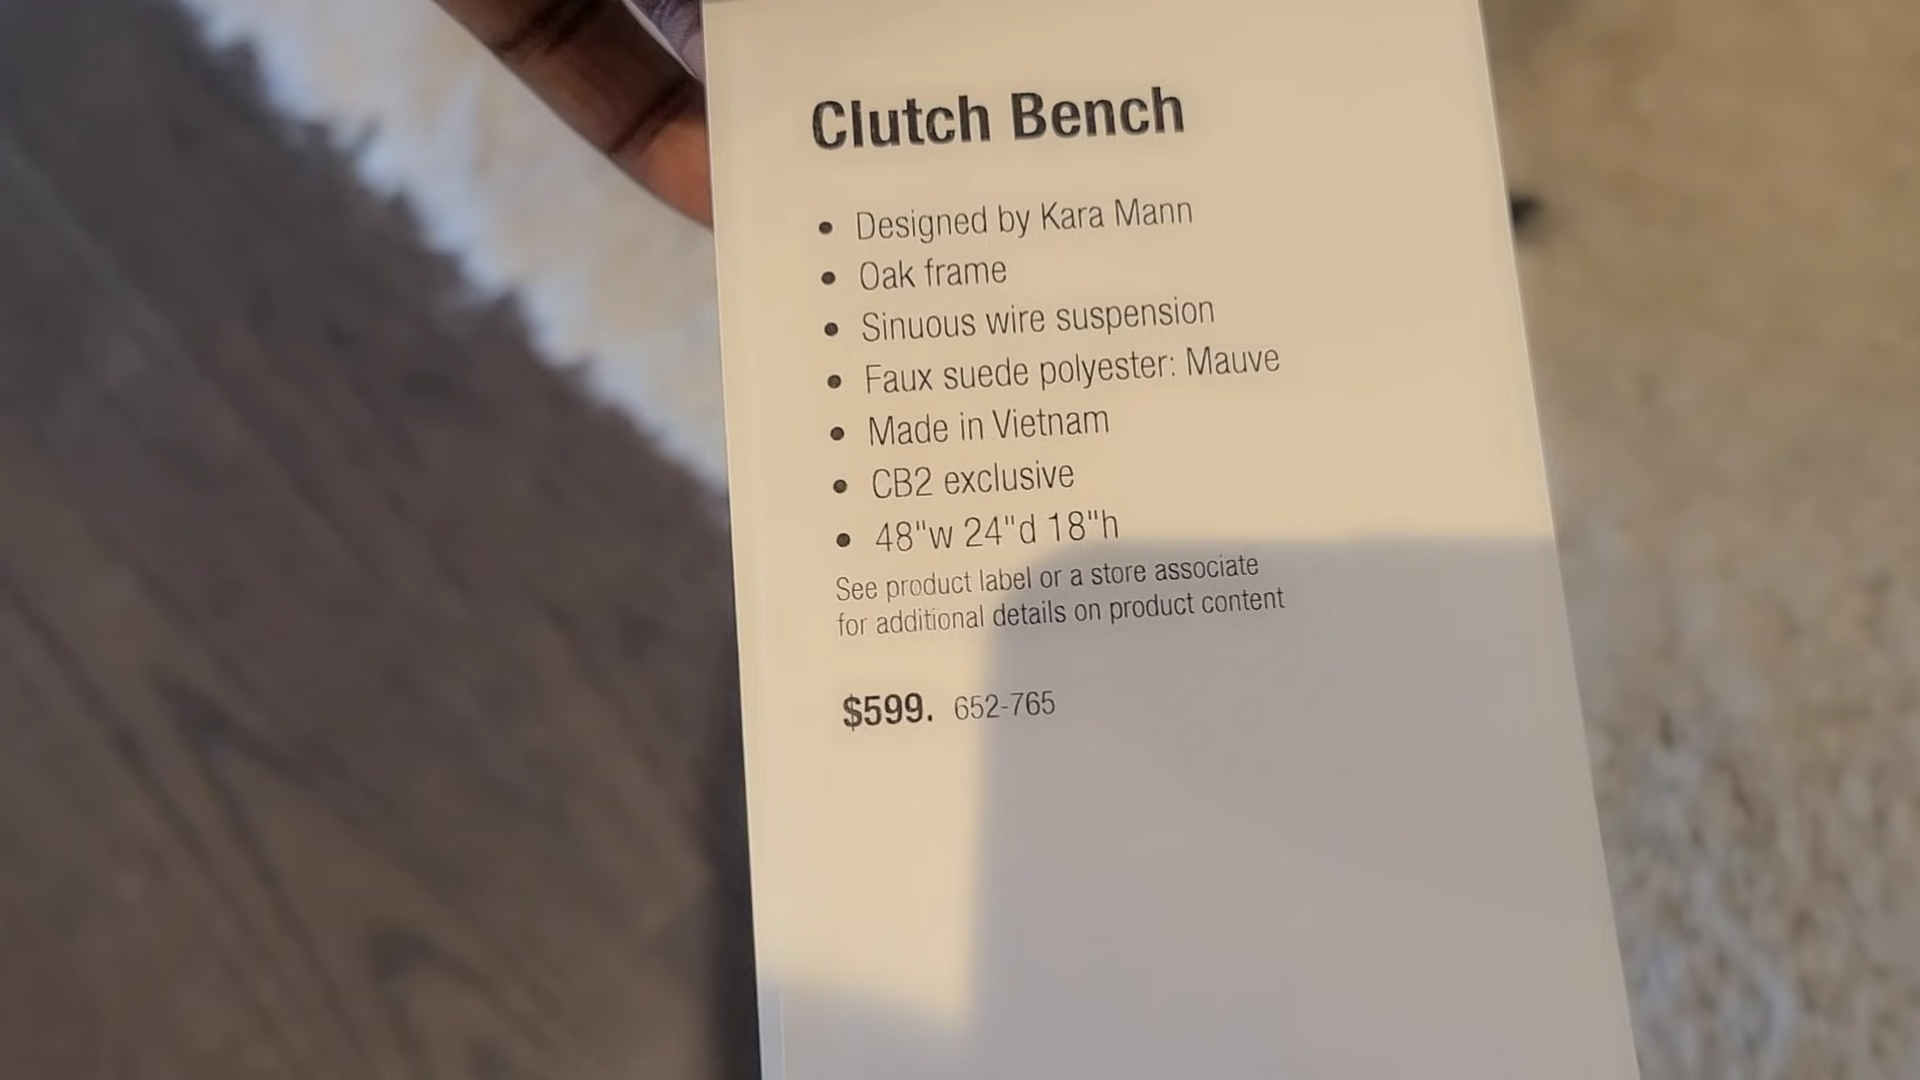 Clutch Bench
• Designed by Kara Mann
• Oak frame
• Sinuous wire suspension
• Faux suede polyester: Mauve
• Made in Vietnam
• CB2 exclusive
• 48"w 24"d 18"h
See product label or a store associate
for additional details on product content
$599. 652-765